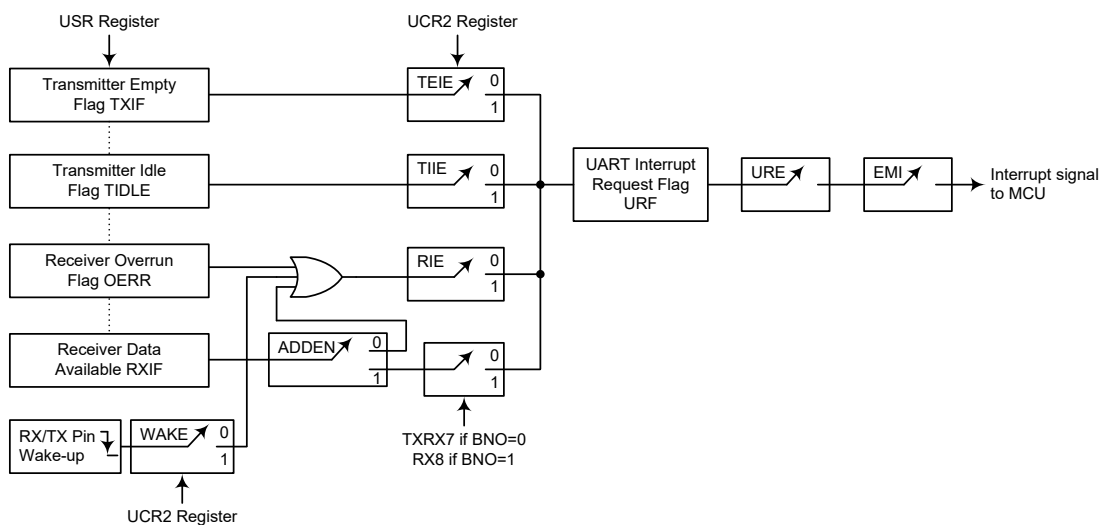 USR Register
UCR2 Register
Transmitter Empty
Flag TXIF
TEIE
0
1
Transmitter Idle
Flag TIDLE
TIIE
0
1
UART Interrupt
Request Flag
URF
URE
EMI
Interrupt signal
to MCU
Receiver Overrun
Flag OERR
RIE
0
1
Receiver Data
Available RXIF
ADDEN
0
1
0
1
RX/TX Pin
Wake-up
WAKE
0
1
TXRX7 if BNO=0
RX8 if BNO=1
UCR2 Register